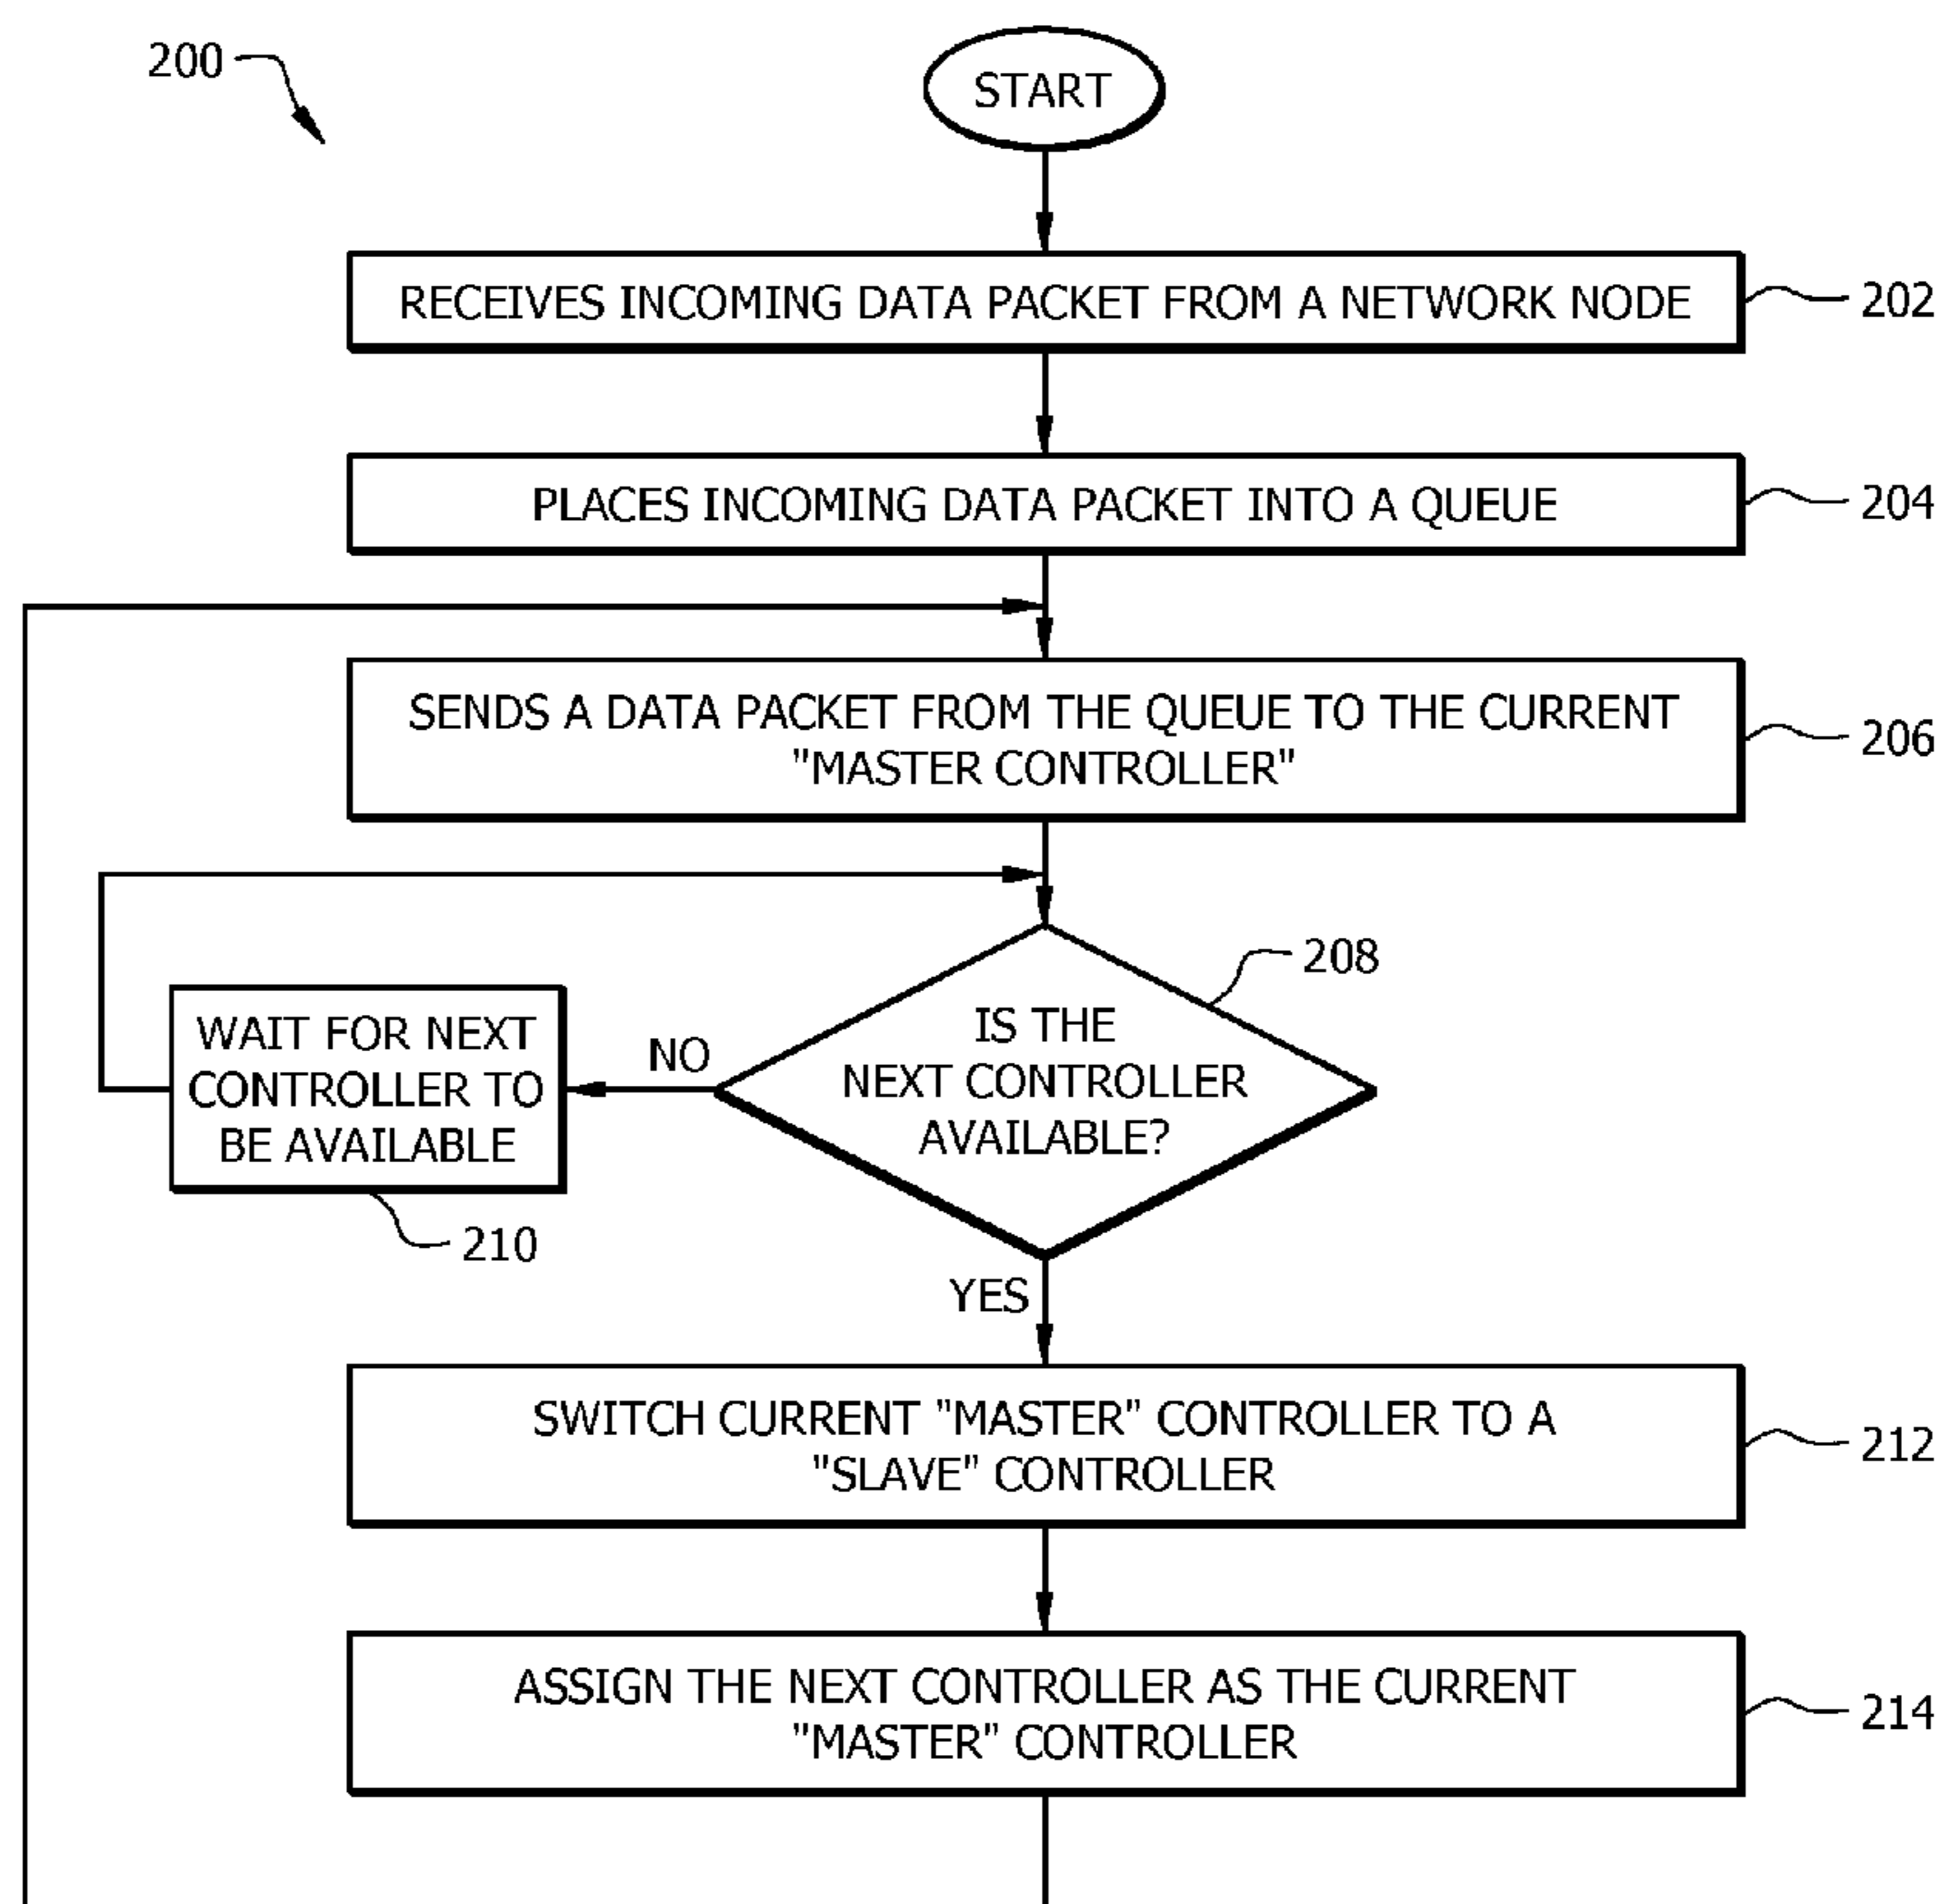 200
START
RECEIVES INCOMING DATA PACKET FROM A NETWORK NODE
202
PLACES INCOMING DATA PACKET INTO A QUEUE
204
SENDS A DATA PACKET FROM THE QUEUE TO THE CURRENT
"MASTER CONTROLLER"
206
208
IS THE
NEXT CONTROLLER
AVAILABLE?
NO
WAIT FOR NEXT
CONTROLLER TO
BE AVAILABLE
210
YES
SWITCH CURRENT "MASTER" CONTROLLER TO A
"SLAVE" CONTROLLER
212
ASSIGN THE NEXT CONTROLLER AS THE CURRENT
"MASTER" CONTROLLER
214